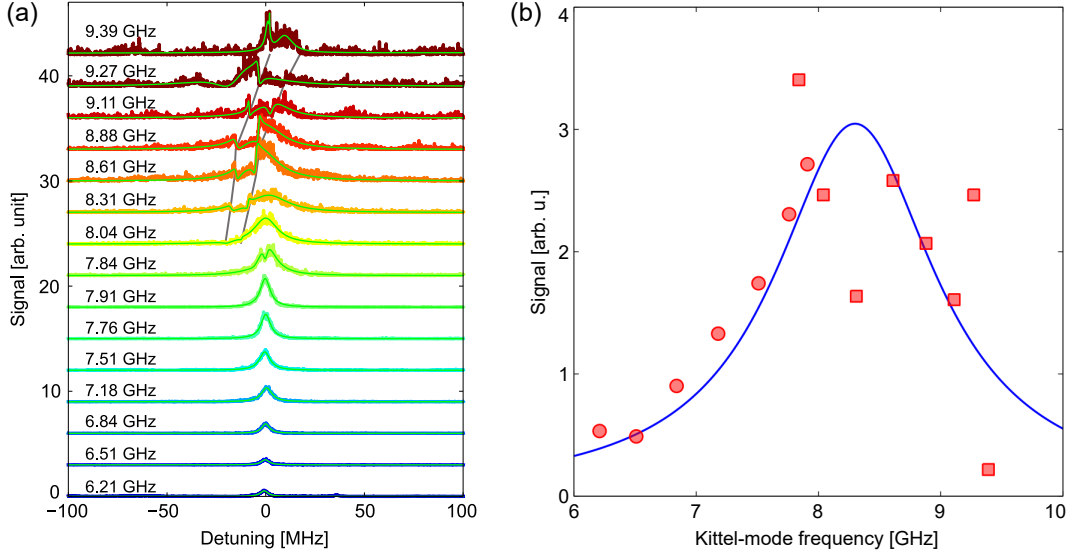 (a)
9.39 GHz
9.27 GHz
9.11 GHz
8.88 GHz
8.61 GHz
8.31 GHz
8.04 GHz
7.84 GHz
7.91 GHz
7.76 GHz
7.51 GHz
7.18 GHz
6.84 GHz
6.51 GHz
6.21 GHz
40
30
20
10
0
Signal [arb. unit]
−100
−50
0
50
100
Detuning [MHz]
(b)
4
3
2
1
0
Signal [arb. u.]
6
7
8
9
10
Kittel-mode frequency [GHz]